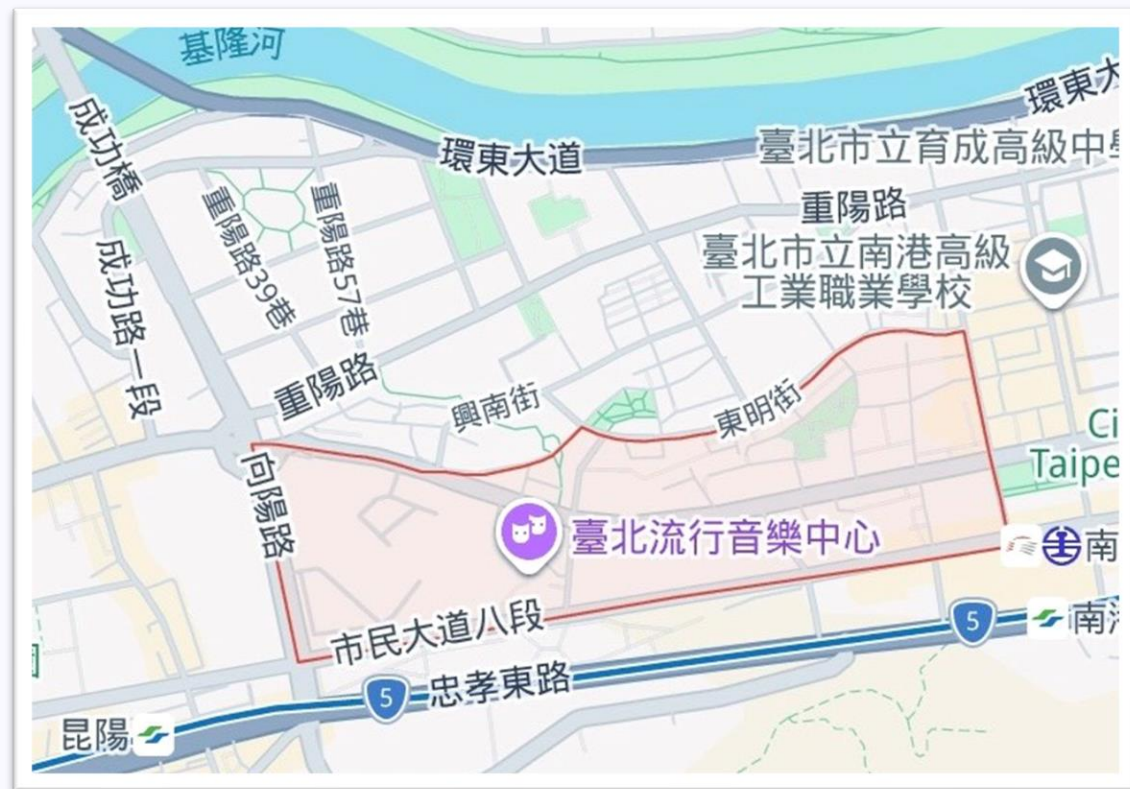 基隆河
成功橋
環東大道
環東大
臺北市立育成高級中
重陽路39巷
重陽路57巷
重陽路
臺北市立南港高級
工業職業學校
成功路一段
重陽路
興南街
東明街
Ci
Taipe
向陽路
臺北流行音樂中心
南
市民大道八段
5
南
忠孝東路
5
昆陽